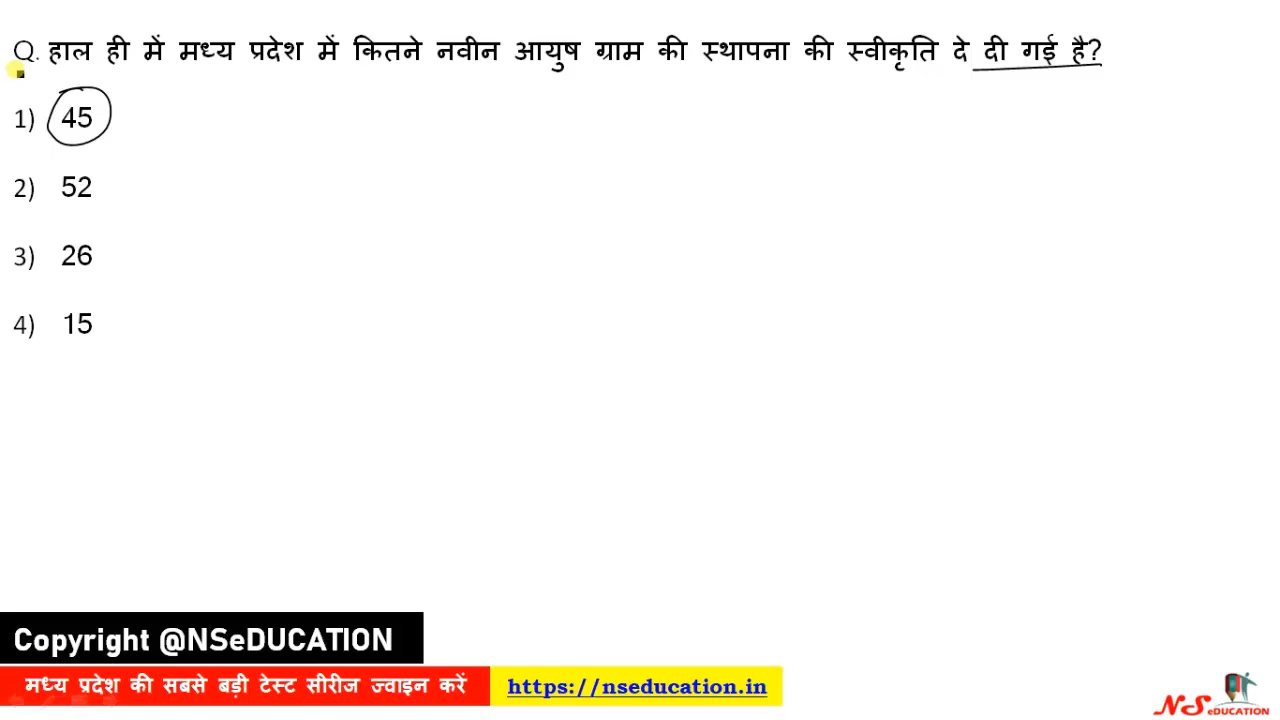 Q. हाल ही में मध्य प्रदेश में कितने नवीन आयुष ग्राम की स्थापना की स्वीकृति दे दी गई है?
1) 45
2) 52
3) 26
4) 15
Copyright @NSeDUCATION
मध्य प्रदेश की सबसे बड़ी टेस्ट सीरीज ज्वाइन करें https://nseducation.in
NS eDUCATION